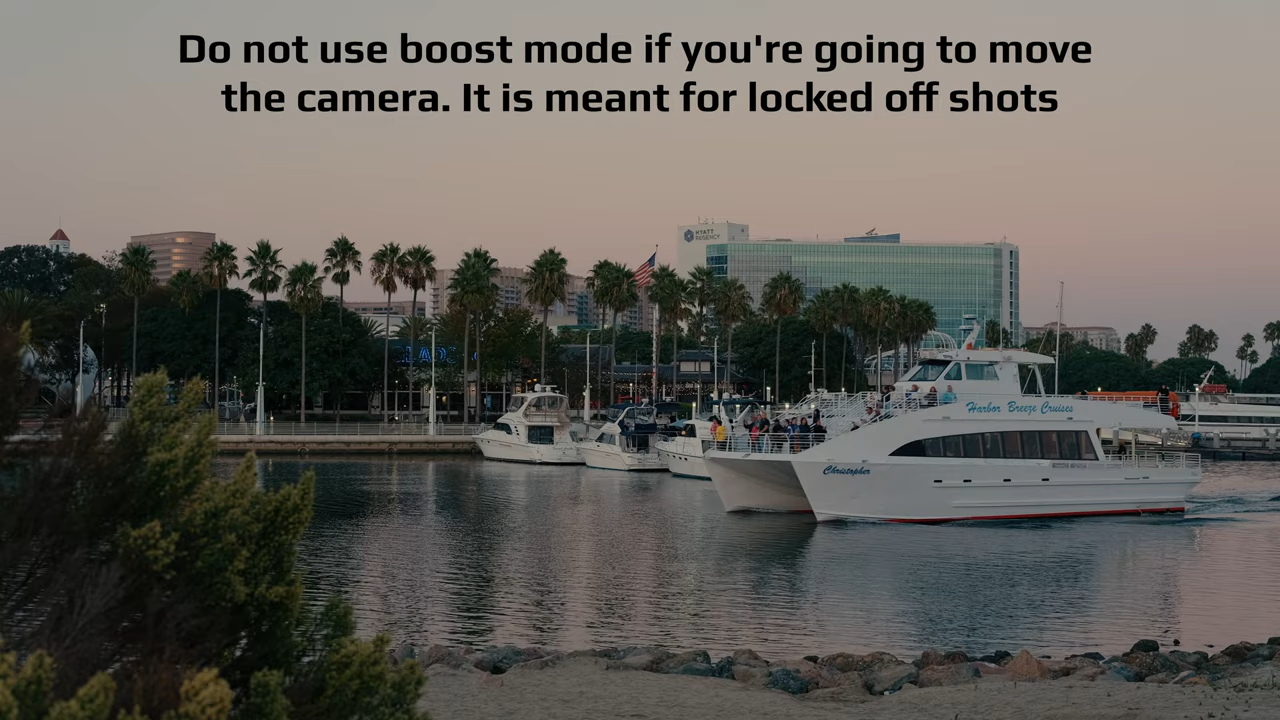 Do not use boost mode if you're going to move
the camera. It is meant for locked off shots
HYATT
REGENCY
Harbor Breeze Cruises
Christopher